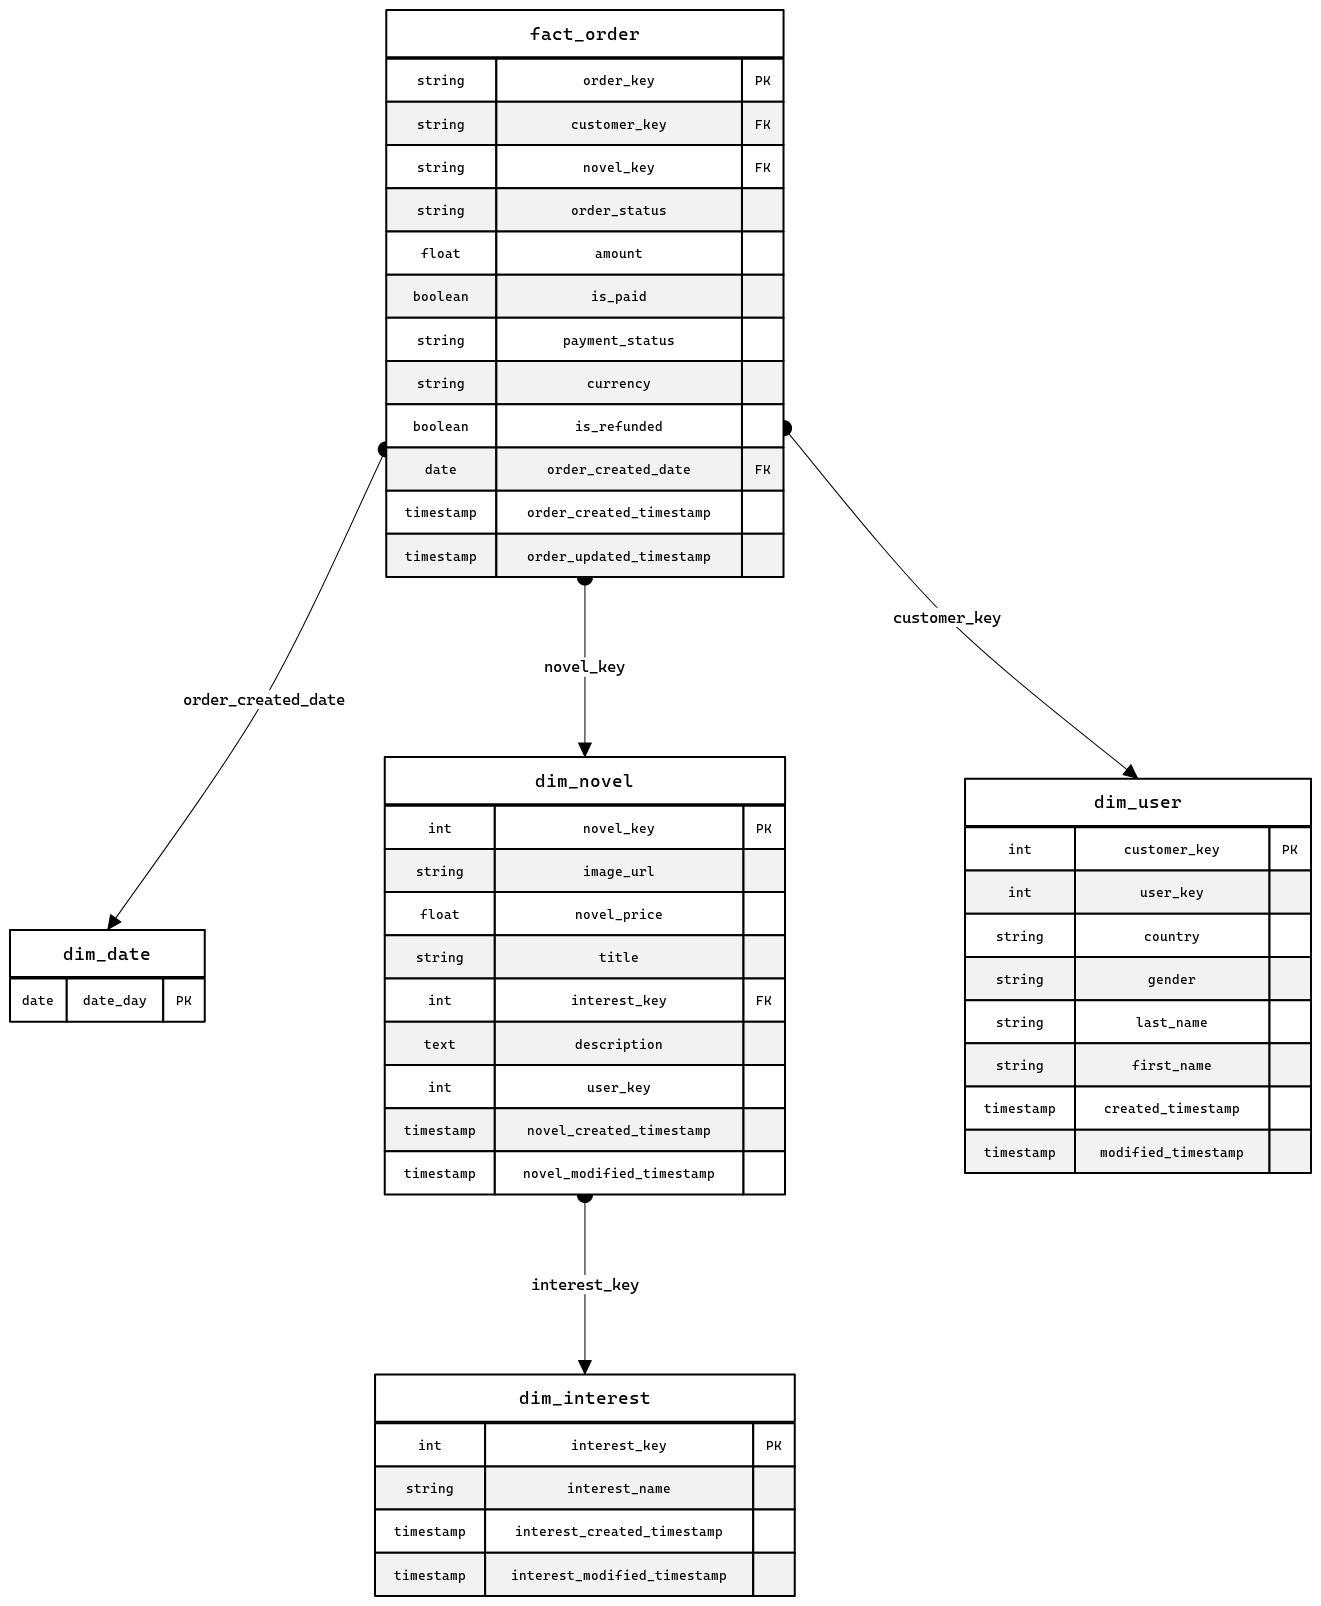 fact_order
string order_key PK
string customer_key FK
string novel_key FK
string order_status
float amount
boolean is_paid
string payment_status
string currency
boolean is_refunded
date order_created_date FK
timestamp order_created_timestamp
timestamp order_updated_timestamp
customer_key
novel_key
order_created_date
dim_novel
int novel_key PK
string image_url
float novel_price
string title
int interest_key FK
text description
int user_key
timestamp novel_created_timestamp
timestamp novel_modified_timestamp
dim_user
int customer_key PK
int user_key
string country
string gender
string last_name
string first_name
timestamp created_timestamp
timestamp modified_timestamp
dim_date
date date_day PK
interest_key
dim_interest
int interest_key PK
string interest_name
timestamp interest_created_timestamp
timestamp interest_modified_timestamp